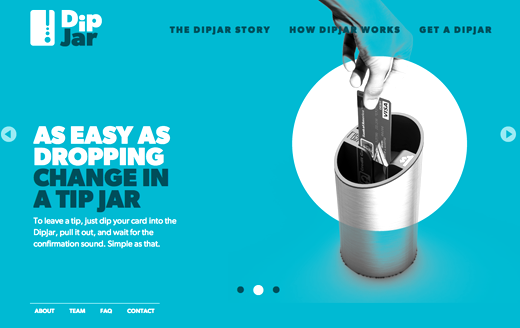 Dip
Jar
THE DIPJAR STORY HOW DIPJAR WORKS GET A DIPJAR
VISA
AS EASY AS
DROPPING
CHANGE IN
A TIP JAR
To leave a tip, just dip your card into the
DipJar, pull it out, and wait for the
confirmation sound. Simple as that.
ABOUT TEAM FAQ CONTACT